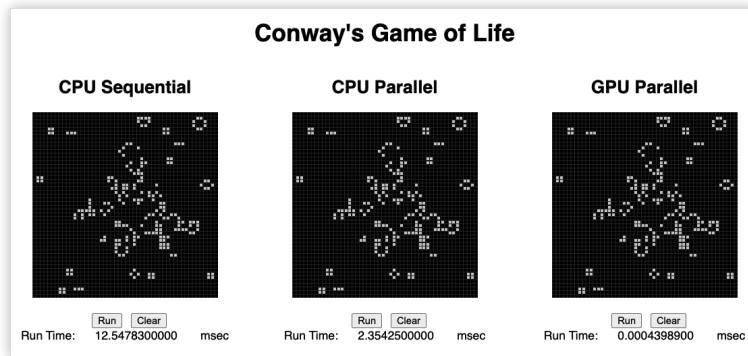 Conway's Game of Life
CPU Sequential
CPU Parallel
GPU Parallel
Run Clear
Run Time: 12.5478300000 msec
Run Clear
Run Time: 2.3542500000 msec
Run Clear
Run Time: 0.0004398900 msec